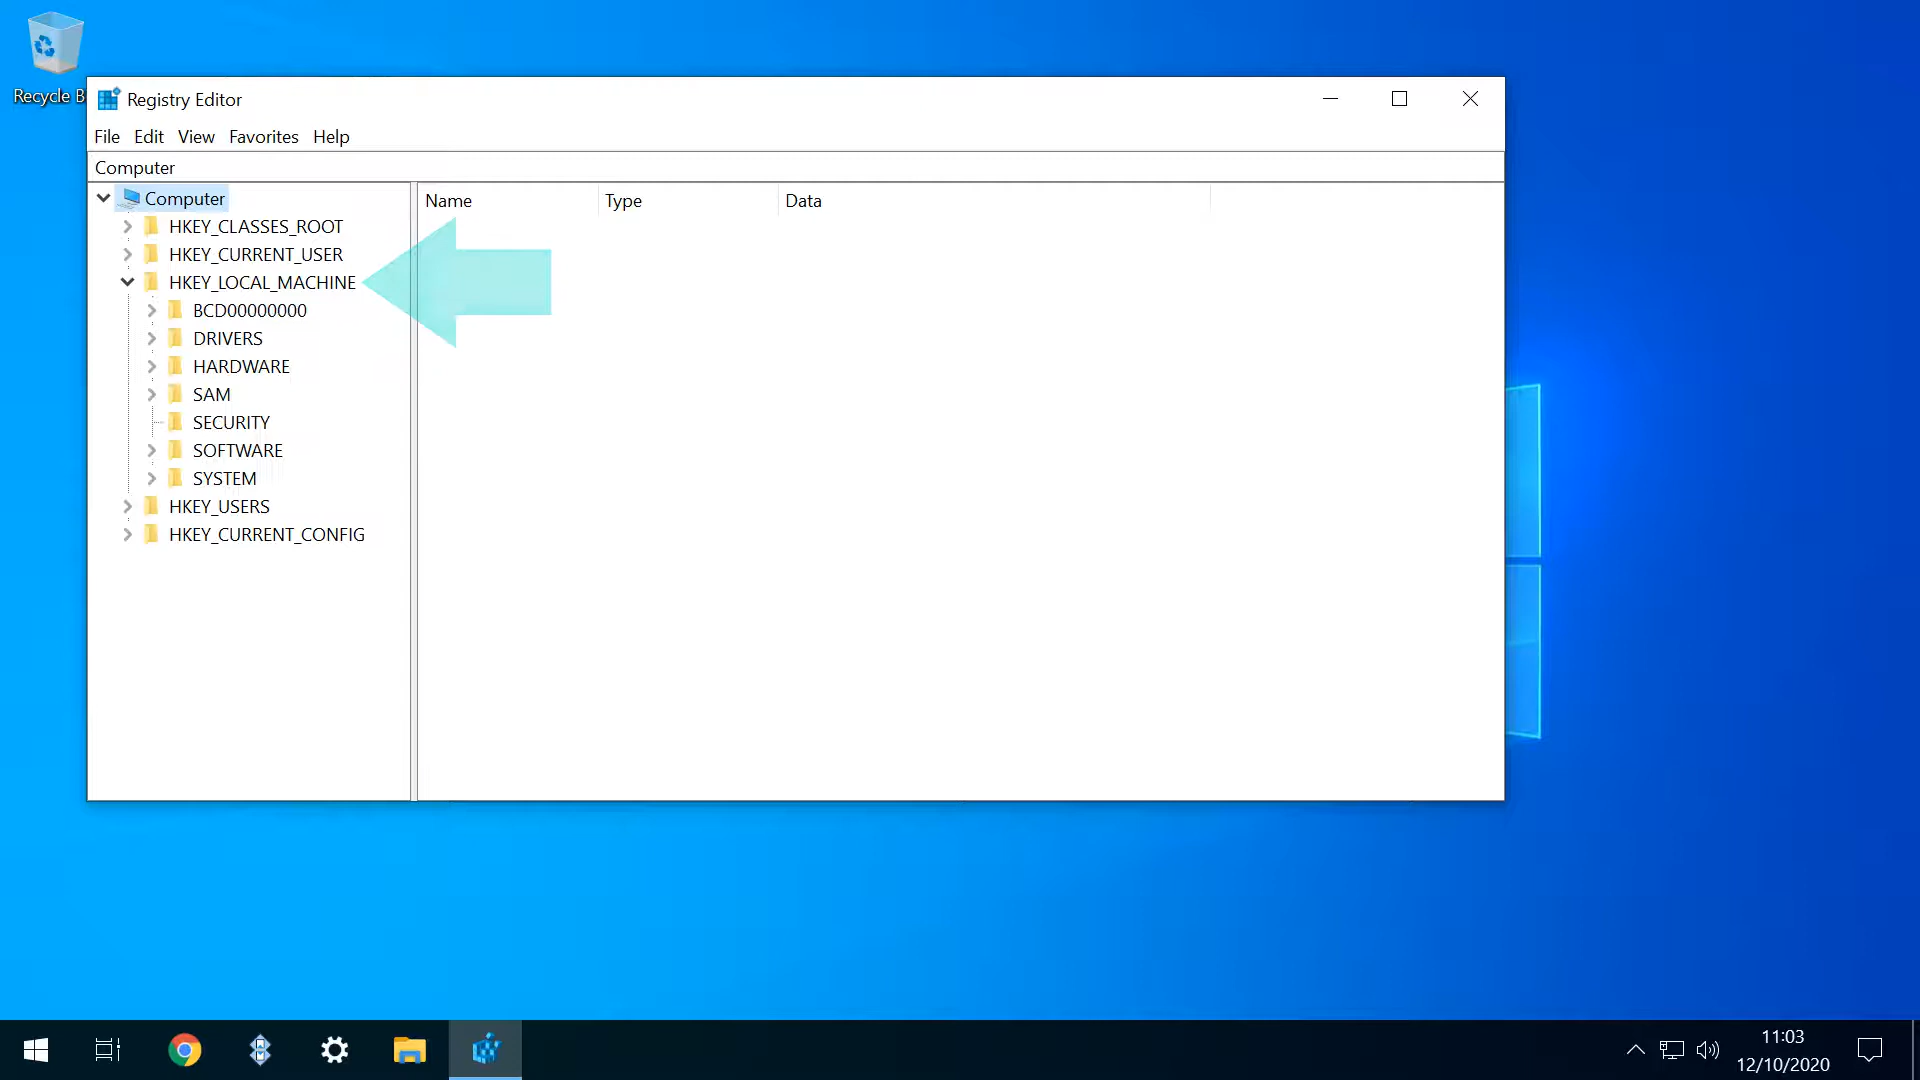 Recycle B
Registry Editor
File Edit View Favorites Help
Computer
Computer
HKEY_CLASSES_ROOT
HKEY_CURRENT_USER
HKEY_LOCAL_MACHINE
BCD00000000
DRIVERS
HARDWARE
SAM
SECURITY
SOFTWARE
SYSTEM
HKEY_USERS
HKEY_CURRENT_CONFIG
Name Type Data
11:03
12/10/2020